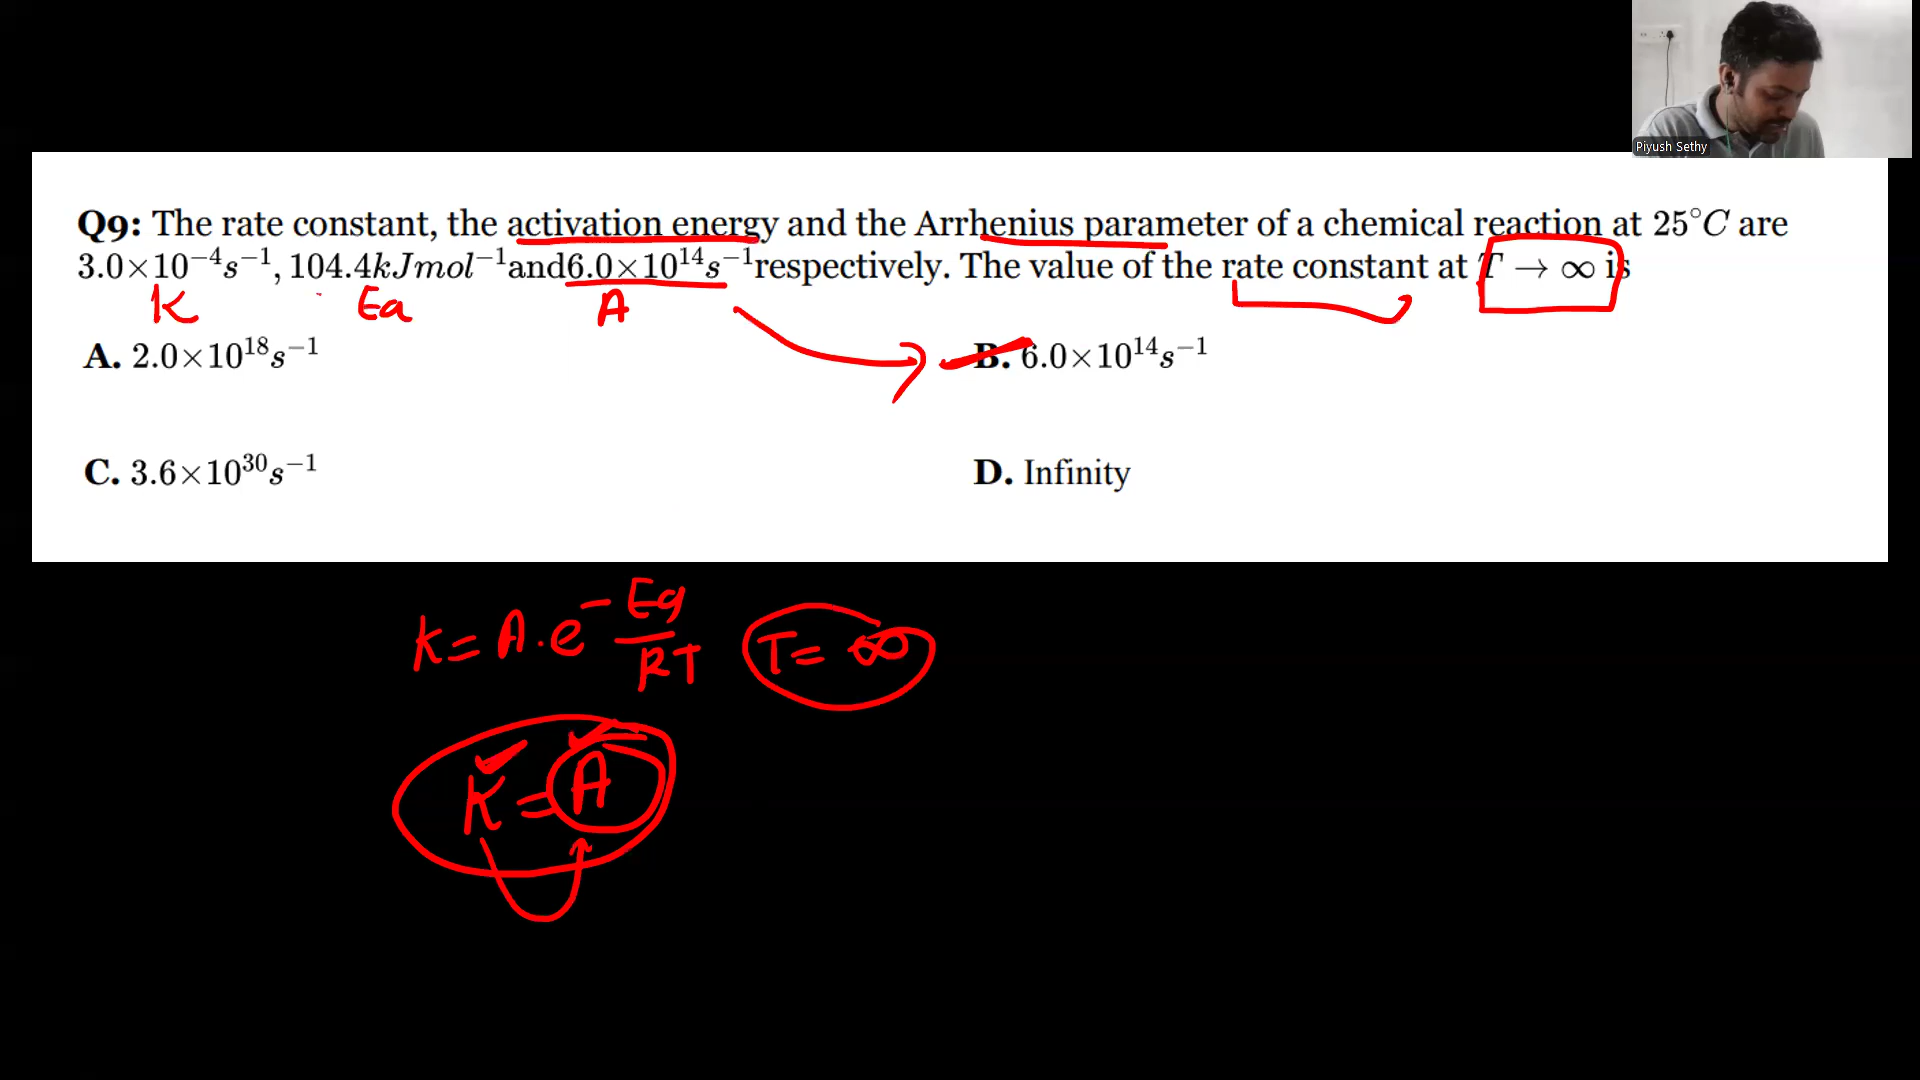 Piyush Sethy
Q9: The rate constant, the activation energy and the Arrhenius parameter of a chemical reaction at 25°C are
3.0×10⁻⁴s⁻¹, 104.4kJmol⁻¹and6.0×10¹⁴s⁻¹respectively. The value of the rate constant at T → ∞ is
K Ea A
A. 2.0×10¹⁸s⁻¹ B. 6.0×10¹⁴s⁻¹
C. 3.6×10³⁰s⁻¹ D. Infinity
K = A.e^-Ea/RT T = ∞
K = A